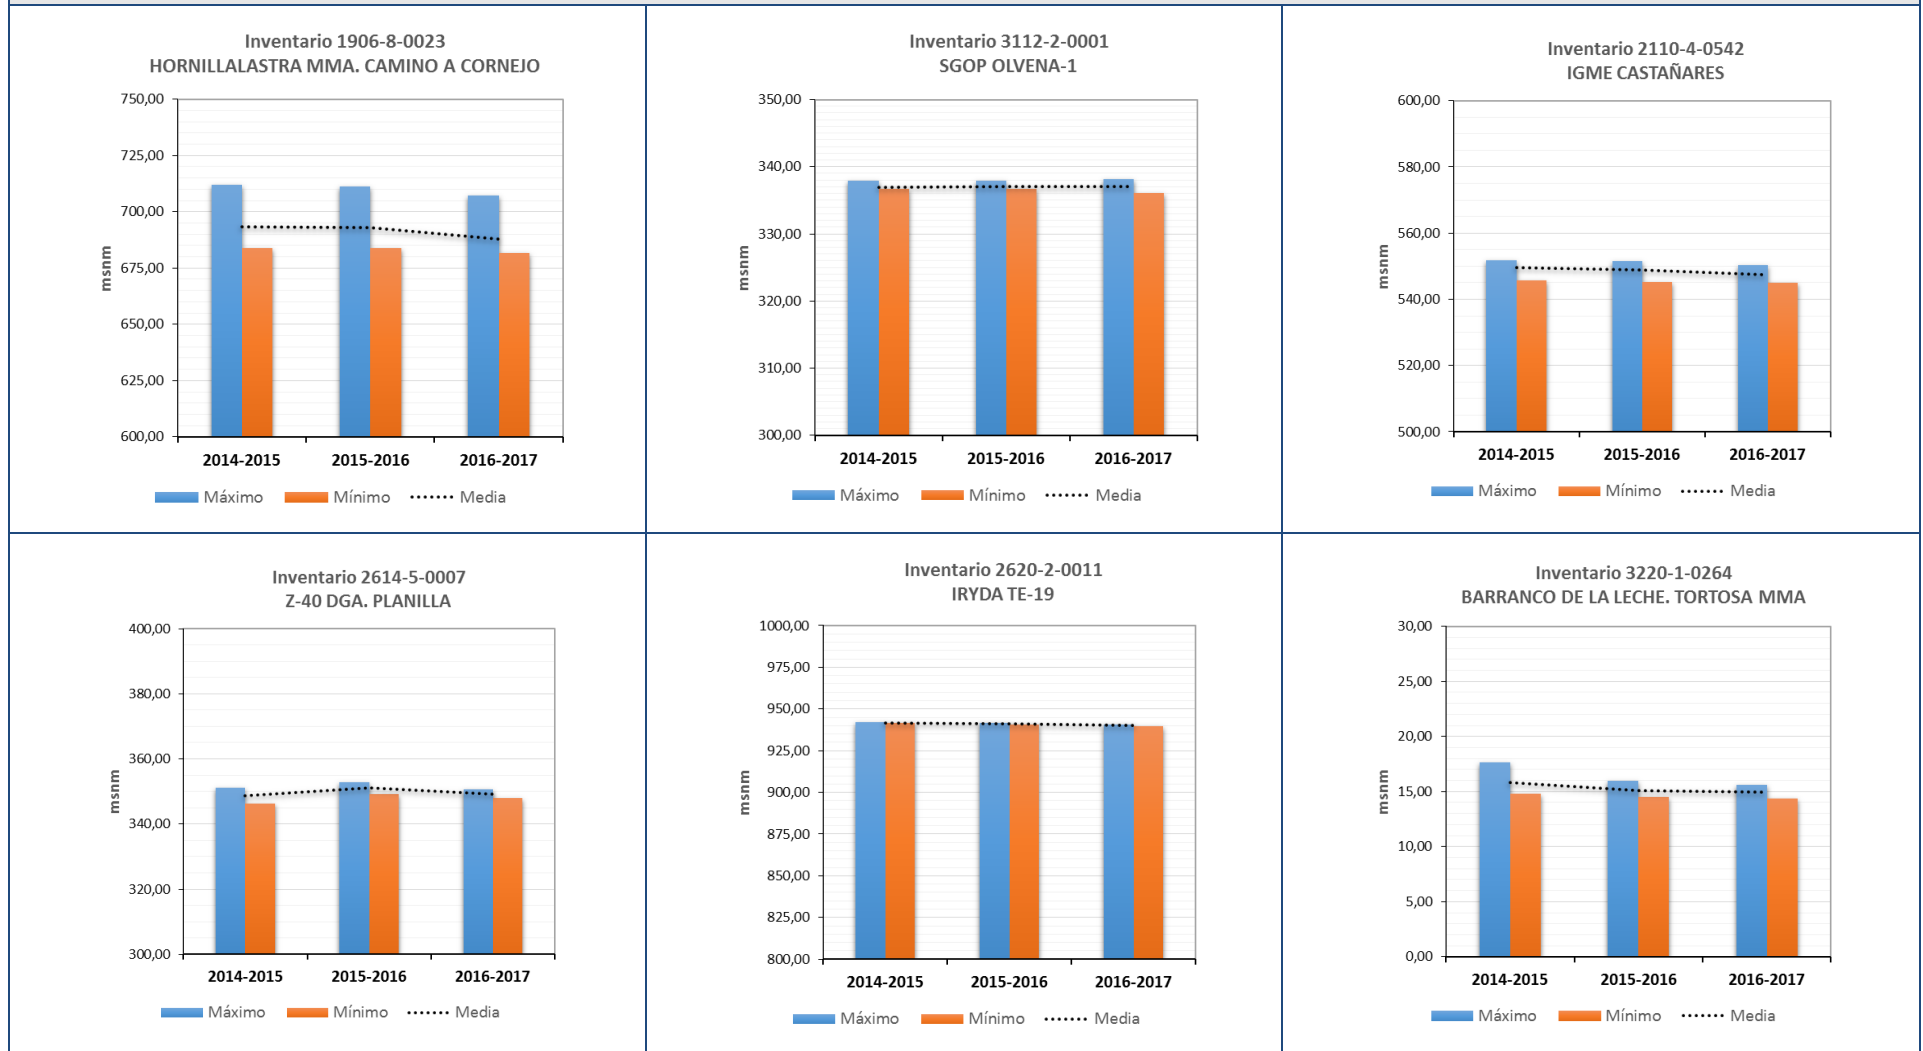 Inventario 1906-8-0023
HORNILLALASTRA MMA. CAMINO A CORNEJO
750,00
725,00
700,00
675,00
650,00
625,00
600,00
msnm
2014-2015 2015-2016 2016-2017
Máximo Mínimo Media
Inventario 3112-2-0001
SGOP OLVENA-1
350,00
340,00
330,00
320,00
310,00
300,00
msnm
2014-2015 2015-2016 2016-2017
Máximo Mínimo Media
Inventario 2110-4-0542
IGME CASTAÑARES
600,00
580,00
560,00
540,00
520,00
500,00
msnm
2014-2015 2015-2016 2016-2017
Máximo Mínimo Media
Inventario 2614-5-0007
Z-40 DGA. PLANILLA
400,00
380,00
360,00
340,00
320,00
300,00
msnm
2014-2015 2015-2016 2016-2017
Máximo Mínimo Media
Inventario 2620-2-0011
IRYDA TE-19
1000,00
975,00
950,00
925,00
900,00
875,00
850,00
825,00
800,00
msnm
2014-2015 2015-2016 2016-2017
Máximo Mínimo Media
Inventario 3220-1-0264
BARRANCO DE LA LECHE. TORTOSA MMA
30,00
25,00
20,00
15,00
10,00
5,00
0,00
msnm
2014-2015 2015-2016 2016-2017
Máximo Mínimo Media